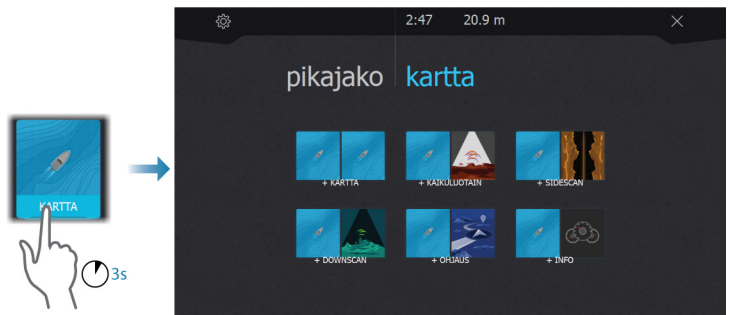 2:47 20.9 m
pikajako kartta
KARTTA
3s
+ KARTTA + KAIKULUOTAIN + SIDESCAN
+ DOWNSCAN + OHJAUS + INFO